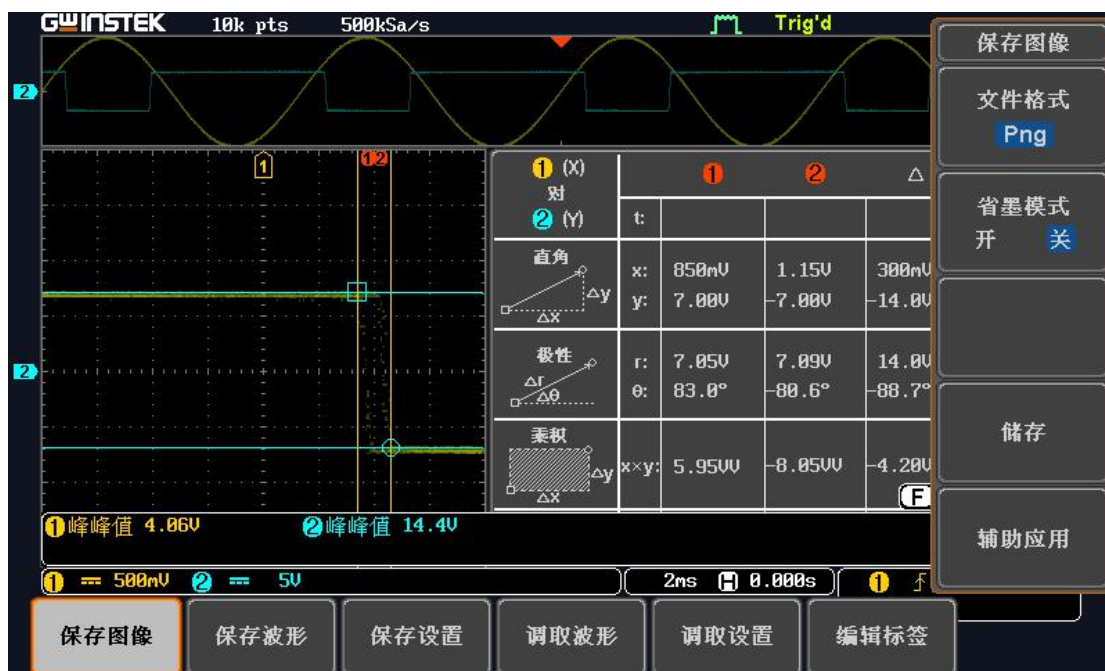 GWINSTEK 10k pts 500kSa/s Trig'd
2
1
12
2
1 (X)
对
2 (Y)
1 2 △
t:
直角
△y
△x
x: 850mV 1.15V 300mV
y: 7.00V -7.00V -14.0V
极性
△r
△θ
r: 7.05V 7.09V 14.0V
θ: 83.0° -80.6° -88.7°
乘积
△y
△x
x×y: 5.95VV -8.05VV -4.20V
F
1 峰峰值 4.06V 2 峰峰值 14.4V
1 500mV 2 5V 2ms H 0.000s 1
保存图像
文件格式
Png
省墨模式
开 关
储存
辅助应用
保存图像 保存波形 保存设置 调取波形 调取设置 编辑标签